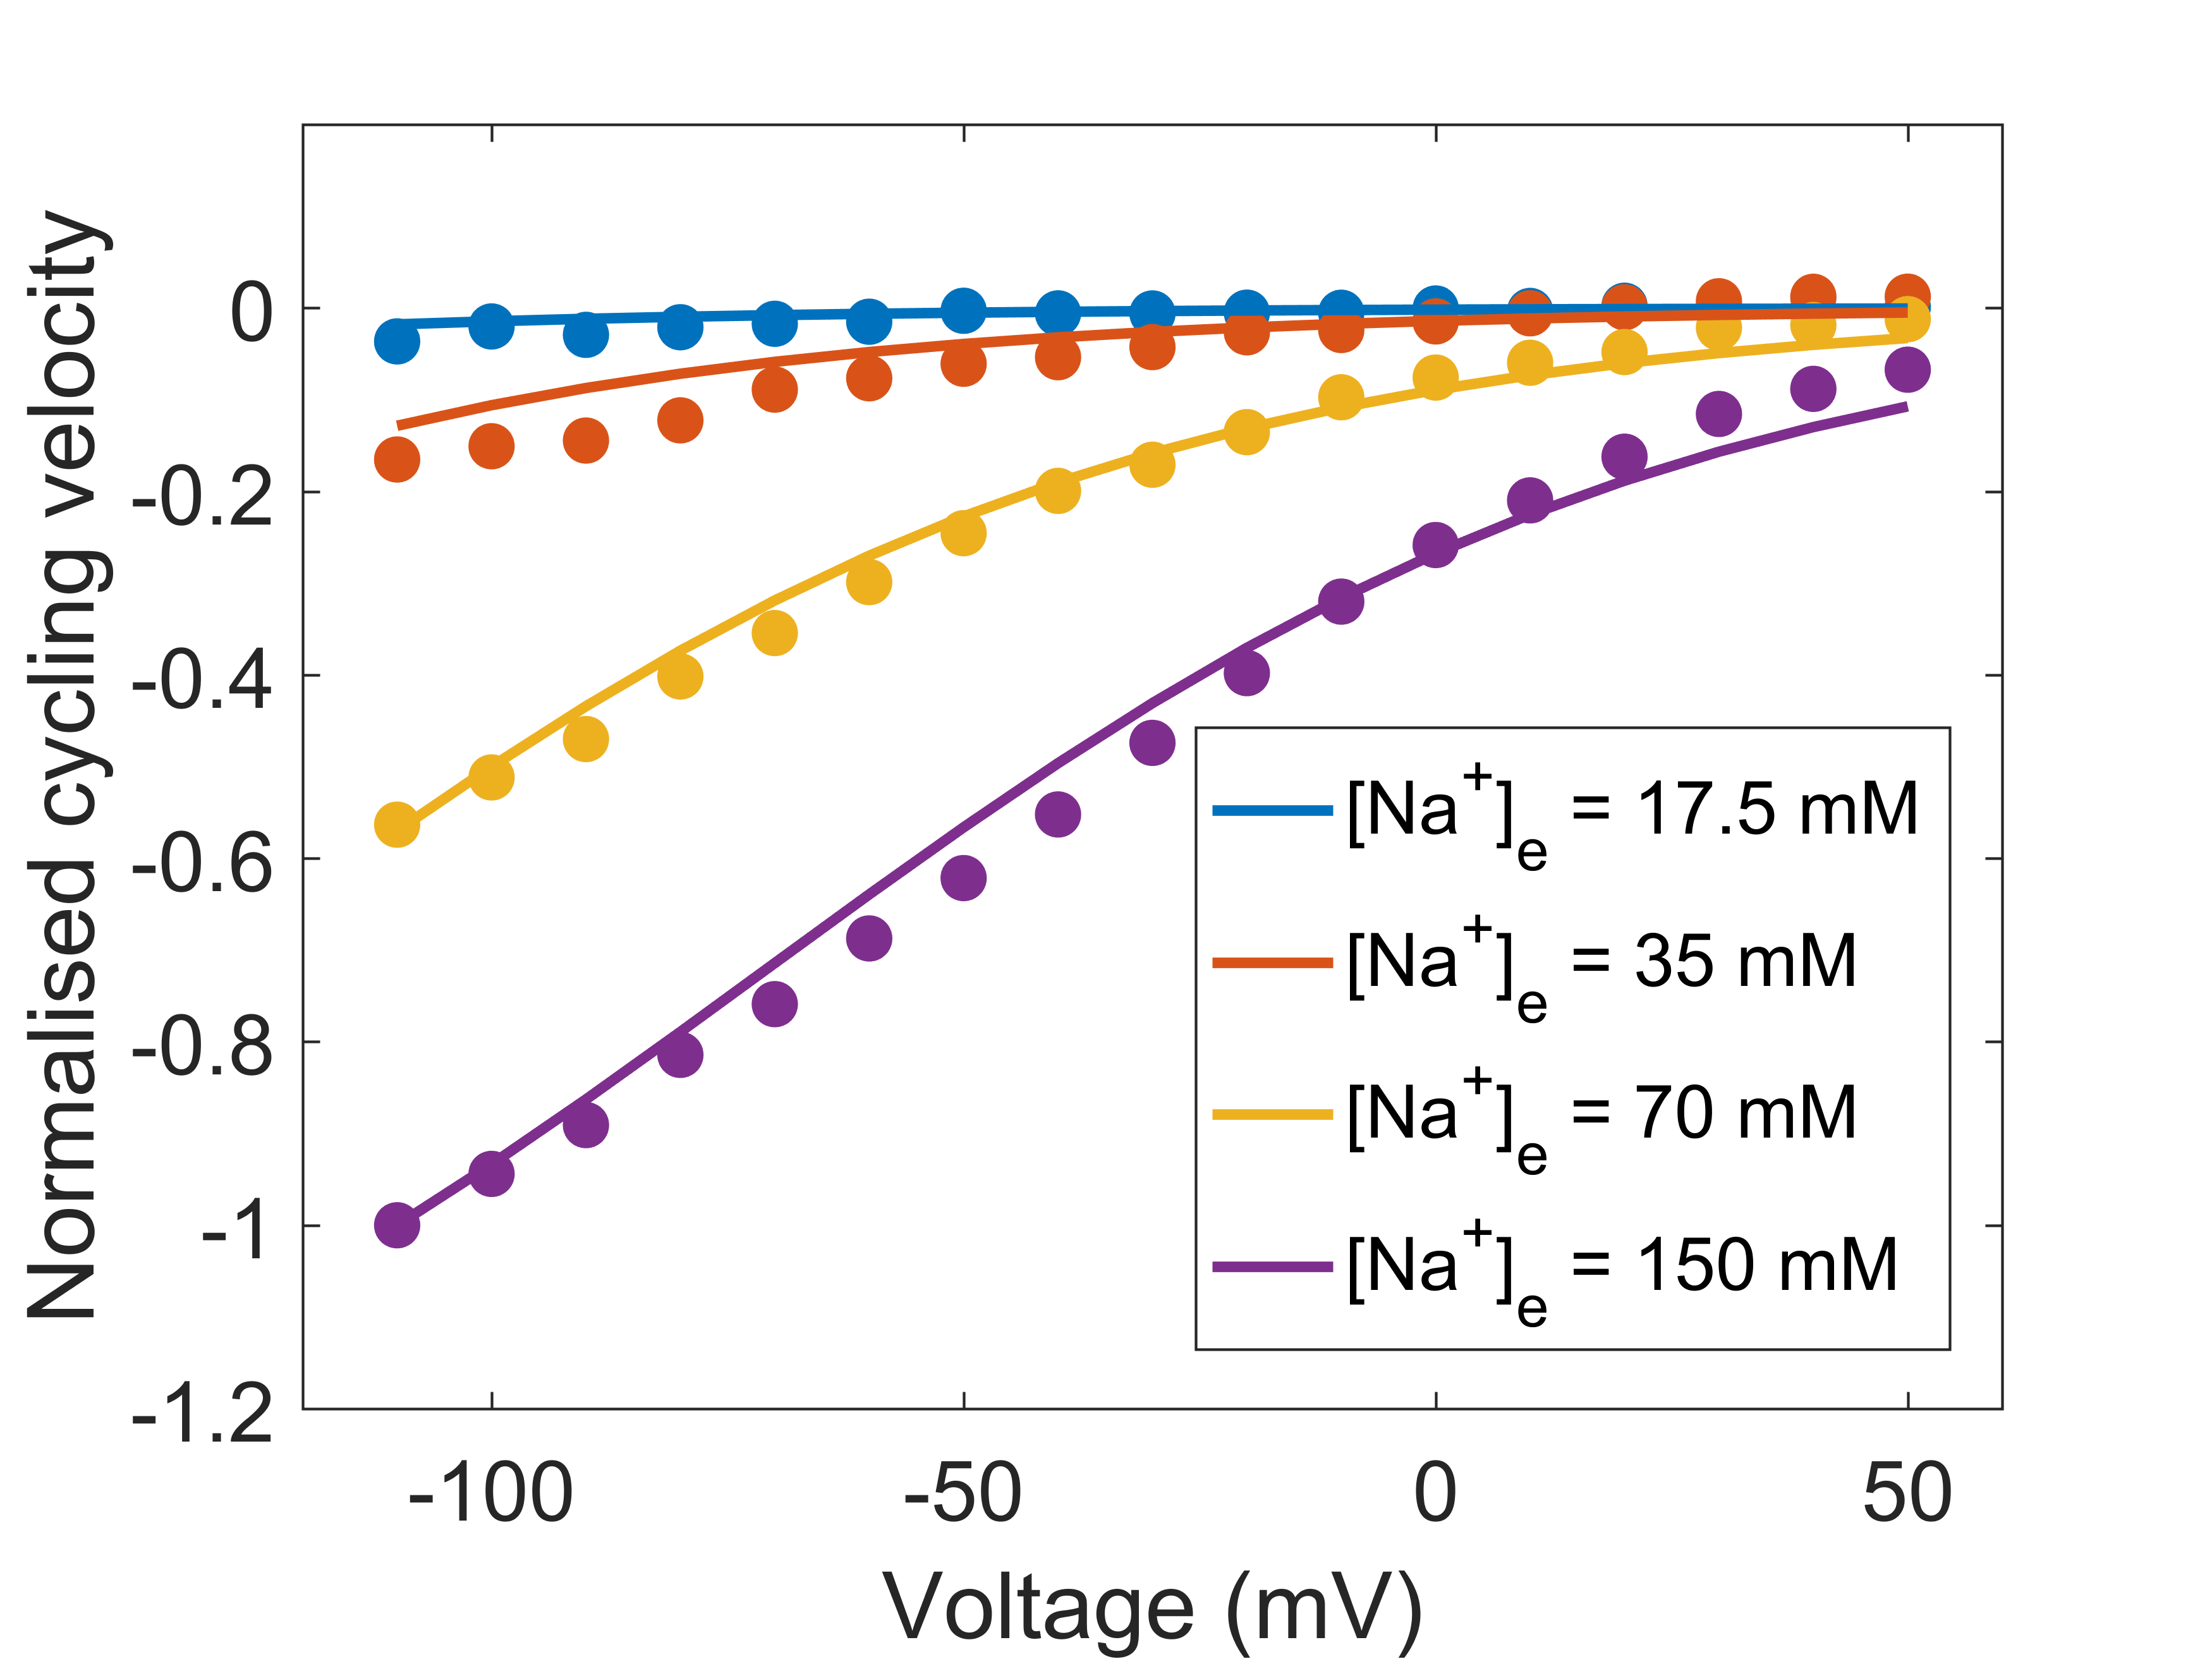 Normalised cycling velocity
0
-0.2
-0.4
-0.6
-0.8
-1
-1.2
[Na+]e = 17.5 mM
[Na+]e = 35 mM
[Na+]e = 70 mM
[Na+]e = 150 mM
-100 -50 0 50
Voltage (mV)